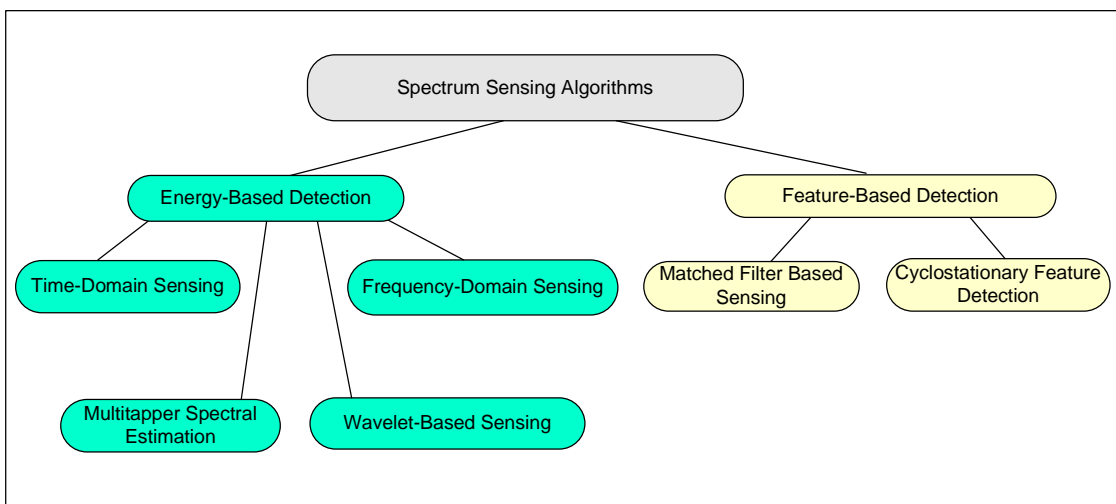 Spectrum Sensing Algorithms
Energy-Based Detection
Feature-Based Detection
Time-Domain Sensing
Frequency-Domain Sensing
Matched Filter Based
Sensing
Cyclostationary Feature
Detection
Multitapper Spectral
Estimation
Wavelet-Based Sensing